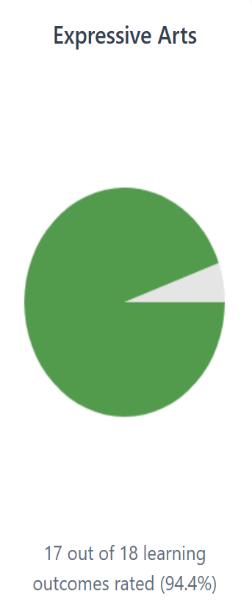 Expressive Arts
17 out of 18 learning
outcomes rated (94.4%)